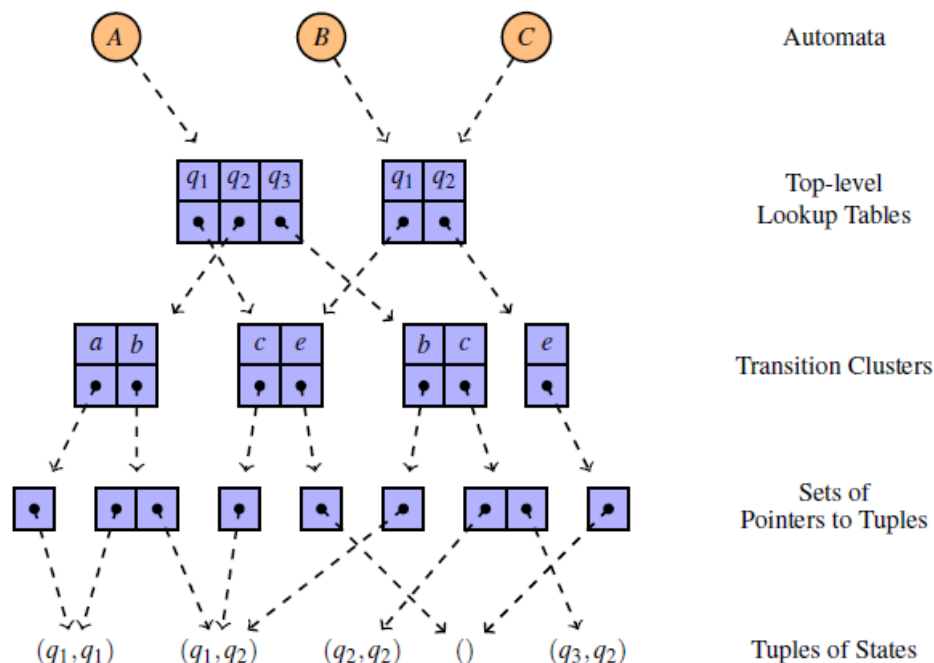 A B C Automata
q1 q2 q3 q1 q2 Top-level
Lookup Tables
a b c e b c e Transition Clusters
Sets of
Pointers to Tuples
(q1,q1) (q1,q2) (q2,q2) () (q3,q2) Tuples of States